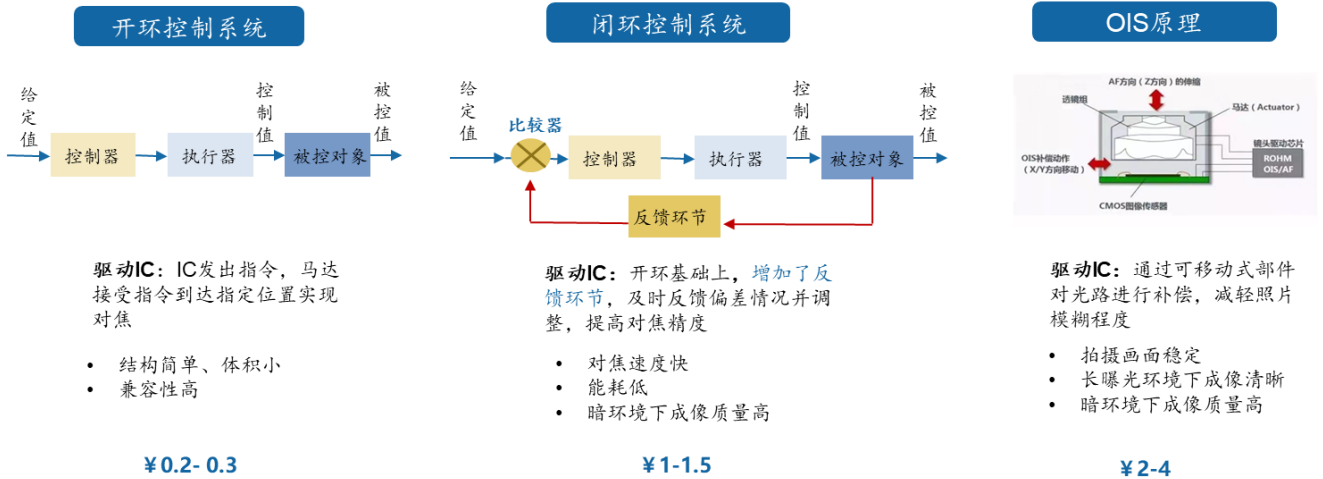 开环控制系统
给定值
控制器
执行器
控制值
被控对象
被控值
驱动IC：IC发出指令，马达
接受指令到达指定位置实现
对焦
• 结构简单、体积小
• 兼容性高
￥0.2- 0.3
闭环控制系统
给定值
比较器
控制器
执行器
控制值
被控对象
被控值
反馈环节
驱动IC：开环基础上，增加了反
馈环节，及时反馈偏差情况并调
整，提高对焦精度
• 对焦速度快
• 能耗低
• 暗环境下成像质量高
￥1-1.5
OIS原理
AF方向（Z方向）的伸缩
透镜组
马达（Actuator）
镜头驱动芯片
ROHM
OIS/AF
OIS补偿动作
（X/Y方向移动）
CMOS图像传感器
驱动IC：通过可移动式部件
对光路进行补偿，减轻照片
模糊程度
• 拍摄画面稳定
• 长曝光环境下成像清晰
• 暗环境下成像质量高
￥2-4